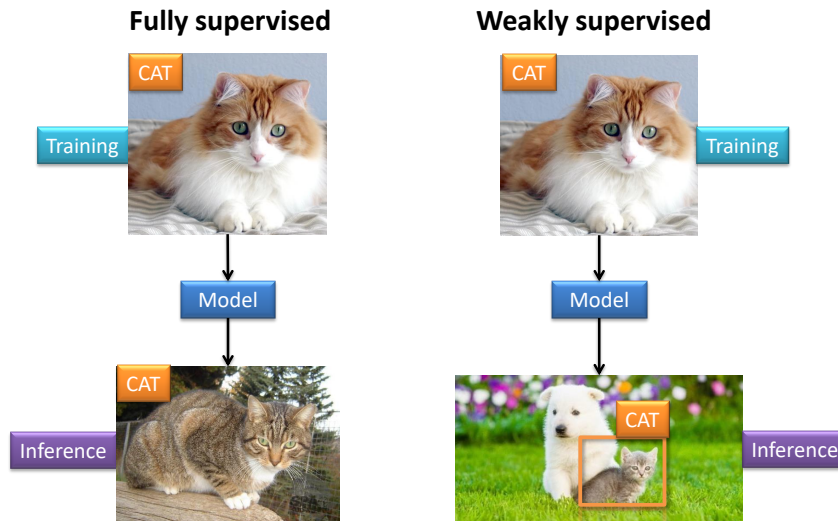 Fully supervised
Weakly supervised
CAT
CAT
Training
Training
Model
Model
CAT
CAT
Inference
Inference